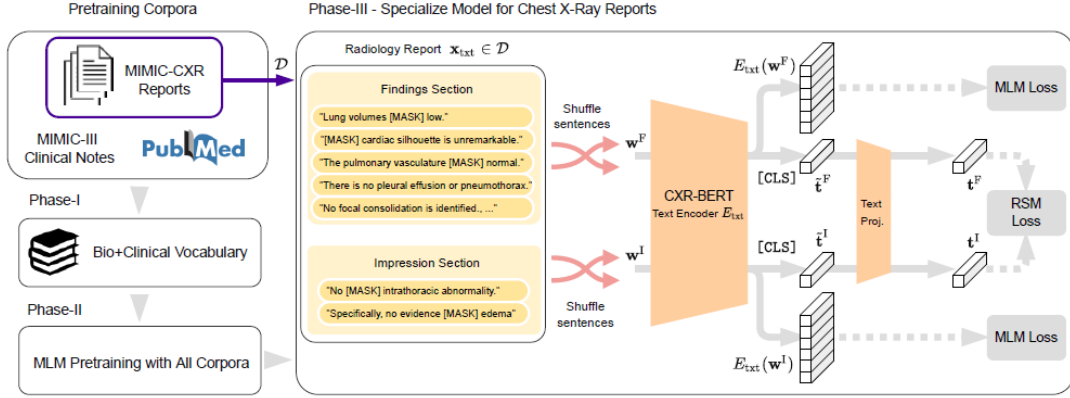 Pretraining Corpora
MIMIC-CXR
Reports
MIMIC-III
Clinical Notes
PubMed
Phase-I
Bio+Clinical Vocabulary
Phase-II
MLM Pretraining with All Corpora
𝒟
Phase-III - Specialize Model for Chest X-Ray Reports
Radiology Report x_txt ∈ 𝒟
Findings Section
"Lung volumes [MASK] low."
"[MASK] cardiac silhouette is unremarkable."
"The pulmonary vasculature [MASK] normal."
"There is no pleural effusion or pneumothorax."
"No focal consolidation is identified., ..."
Impression Section
"No [MASK] intrathoracic abnormality."
"Specifically, no evidence [MASK] edema"
Shuffle
sentences
w^F
w^I
Shuffle
sentences
CXR-BERT
Text Encoder E_txt
E_txt(w^F)
[CLS]
t̃^F
t̃^I
[CLS]
E_txt(w^I)
Text
Proj.
t^F
t^I
MLM Loss
RSM
Loss
MLM Loss